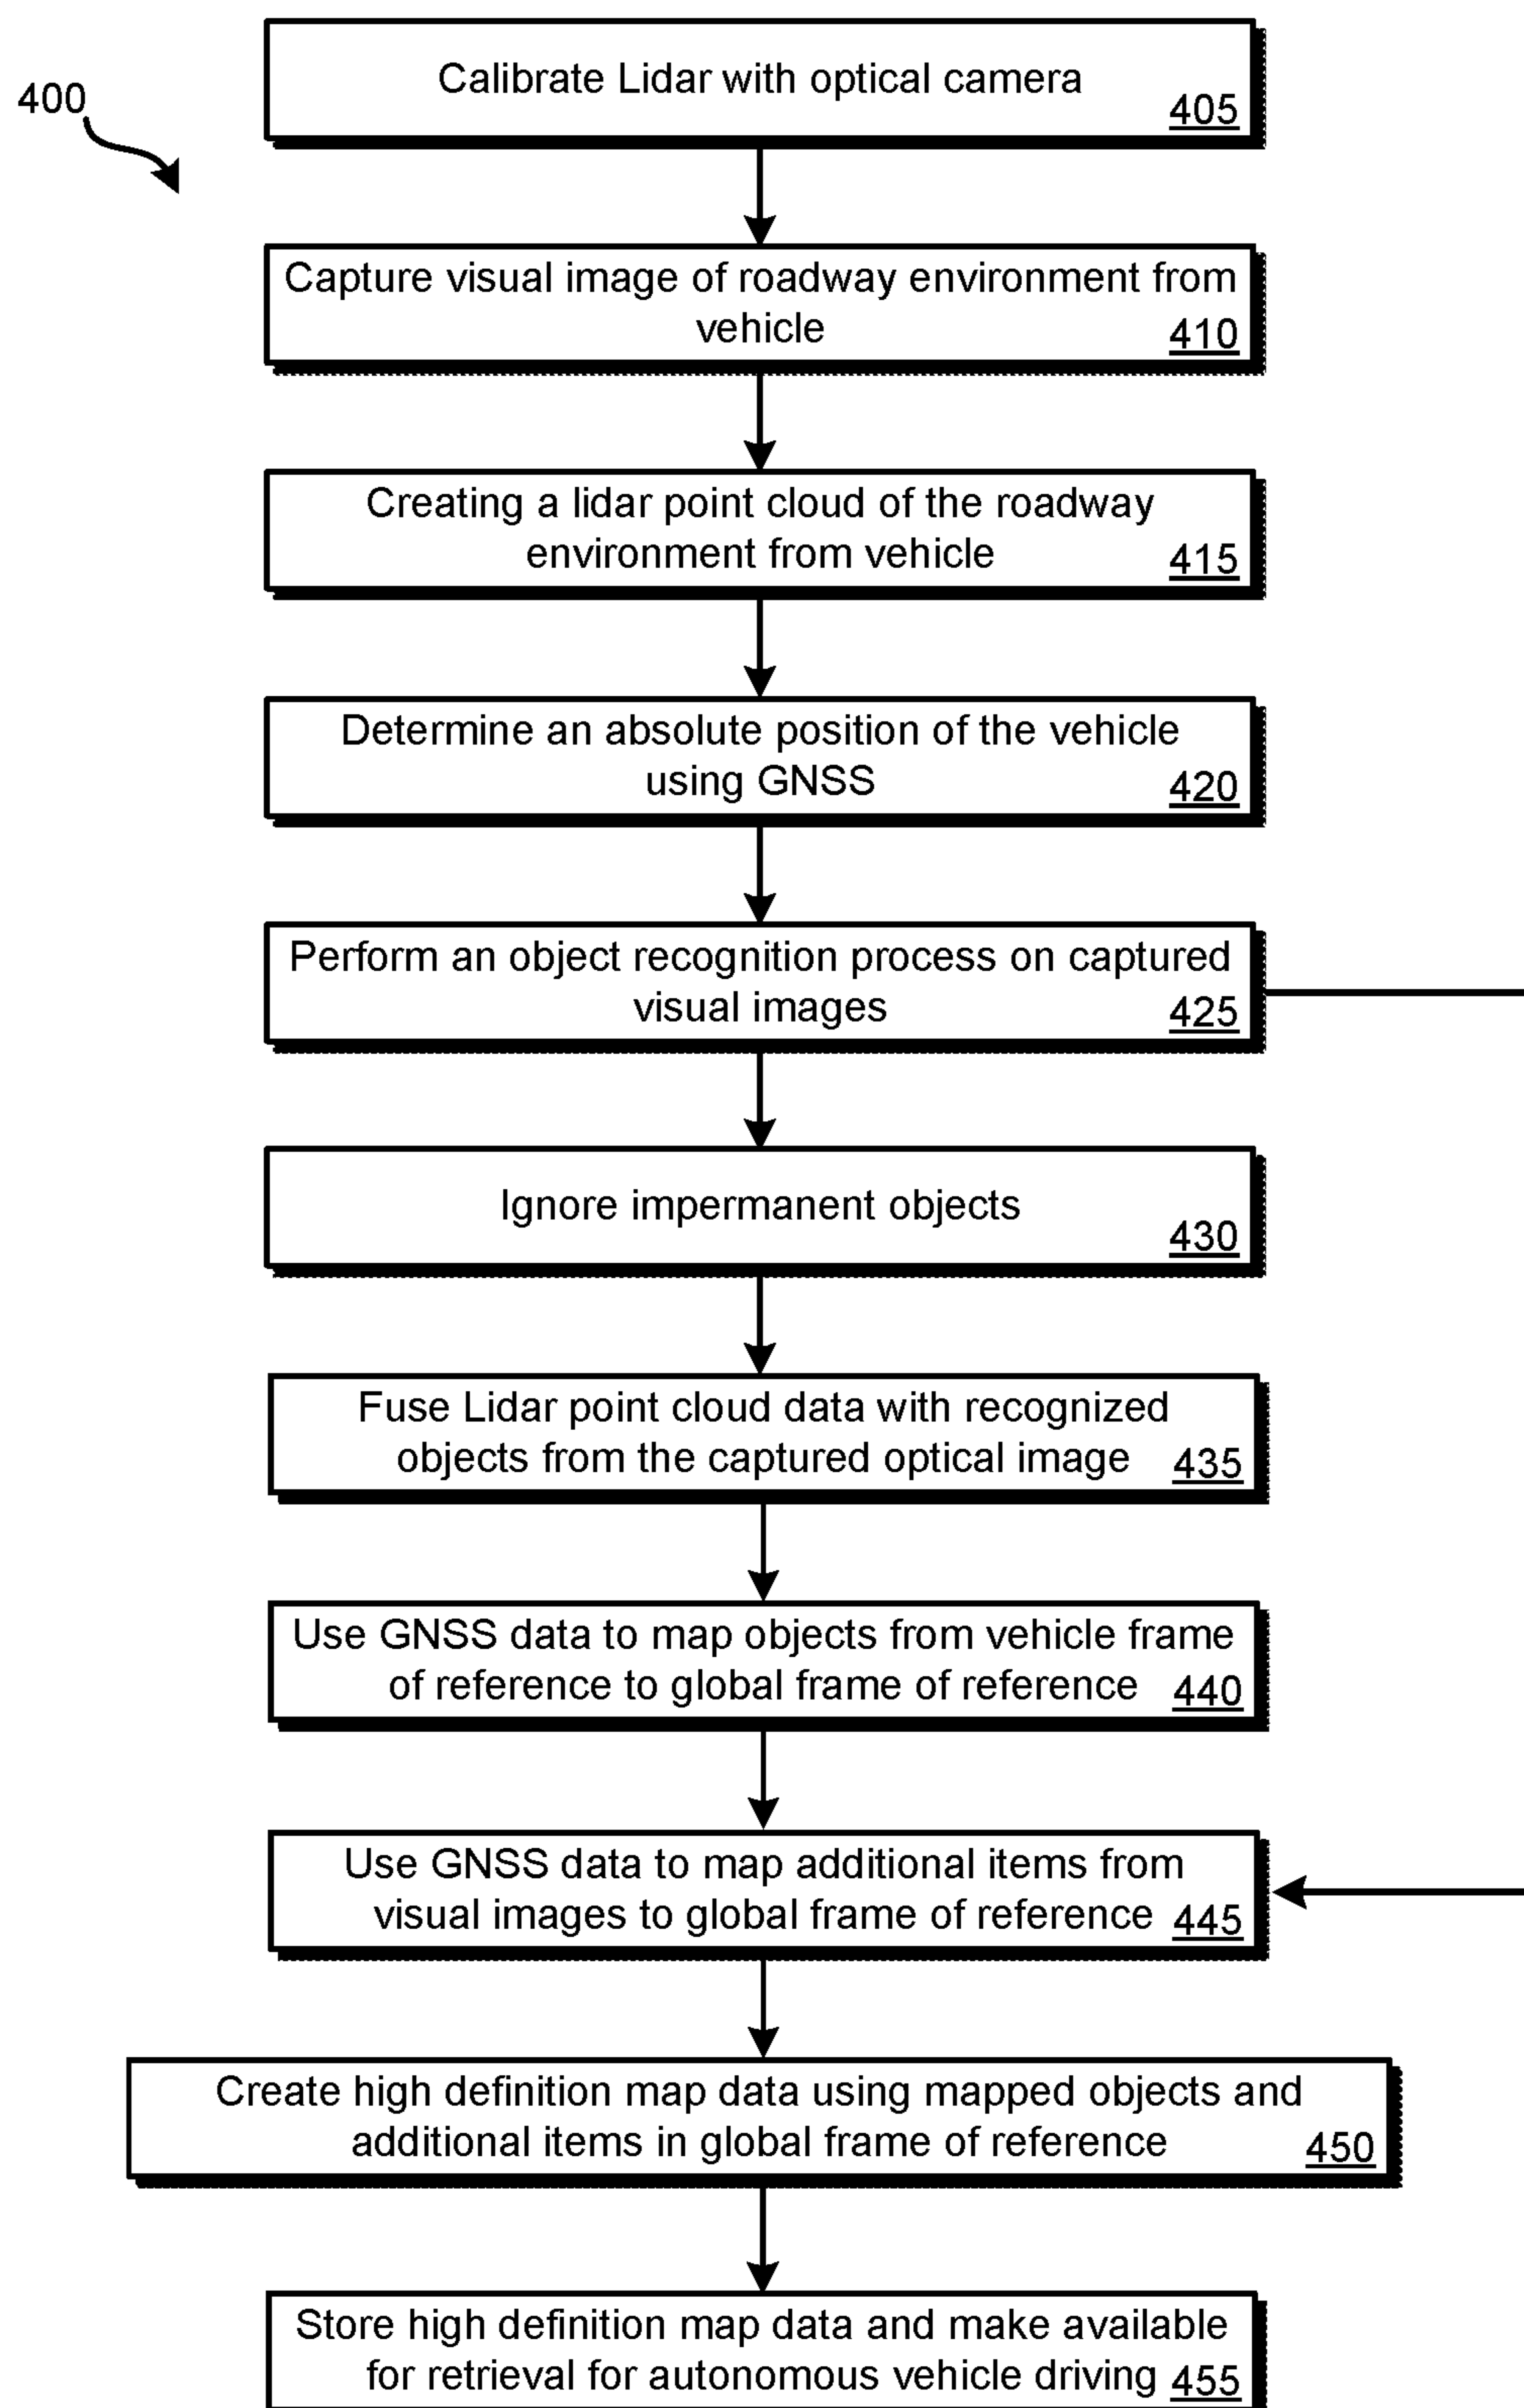 Calibrate Lidar with optical camera
405
400
Capture visual image of roadway environment from
vehicle
410
Creating a lidar point cloud of the roadway
environment from vehicle
415
Determine an absolute position of the vehicle
using GNSS
420
Perform an object recognition process on captured
visual images
425
Ignore impermanent objects
430
Fuse Lidar point cloud data with recognized
objects from the captured optical image
435
Use GNSS data to map objects from vehicle frame
of reference to global frame of reference
440
Use GNSS data to map additional items from
visual images to global frame of reference
445
Create high definition map data using mapped objects and
additional items in global frame of reference
450
Store high definition map data and make available
for retrieval for autonomous vehicle driving
455